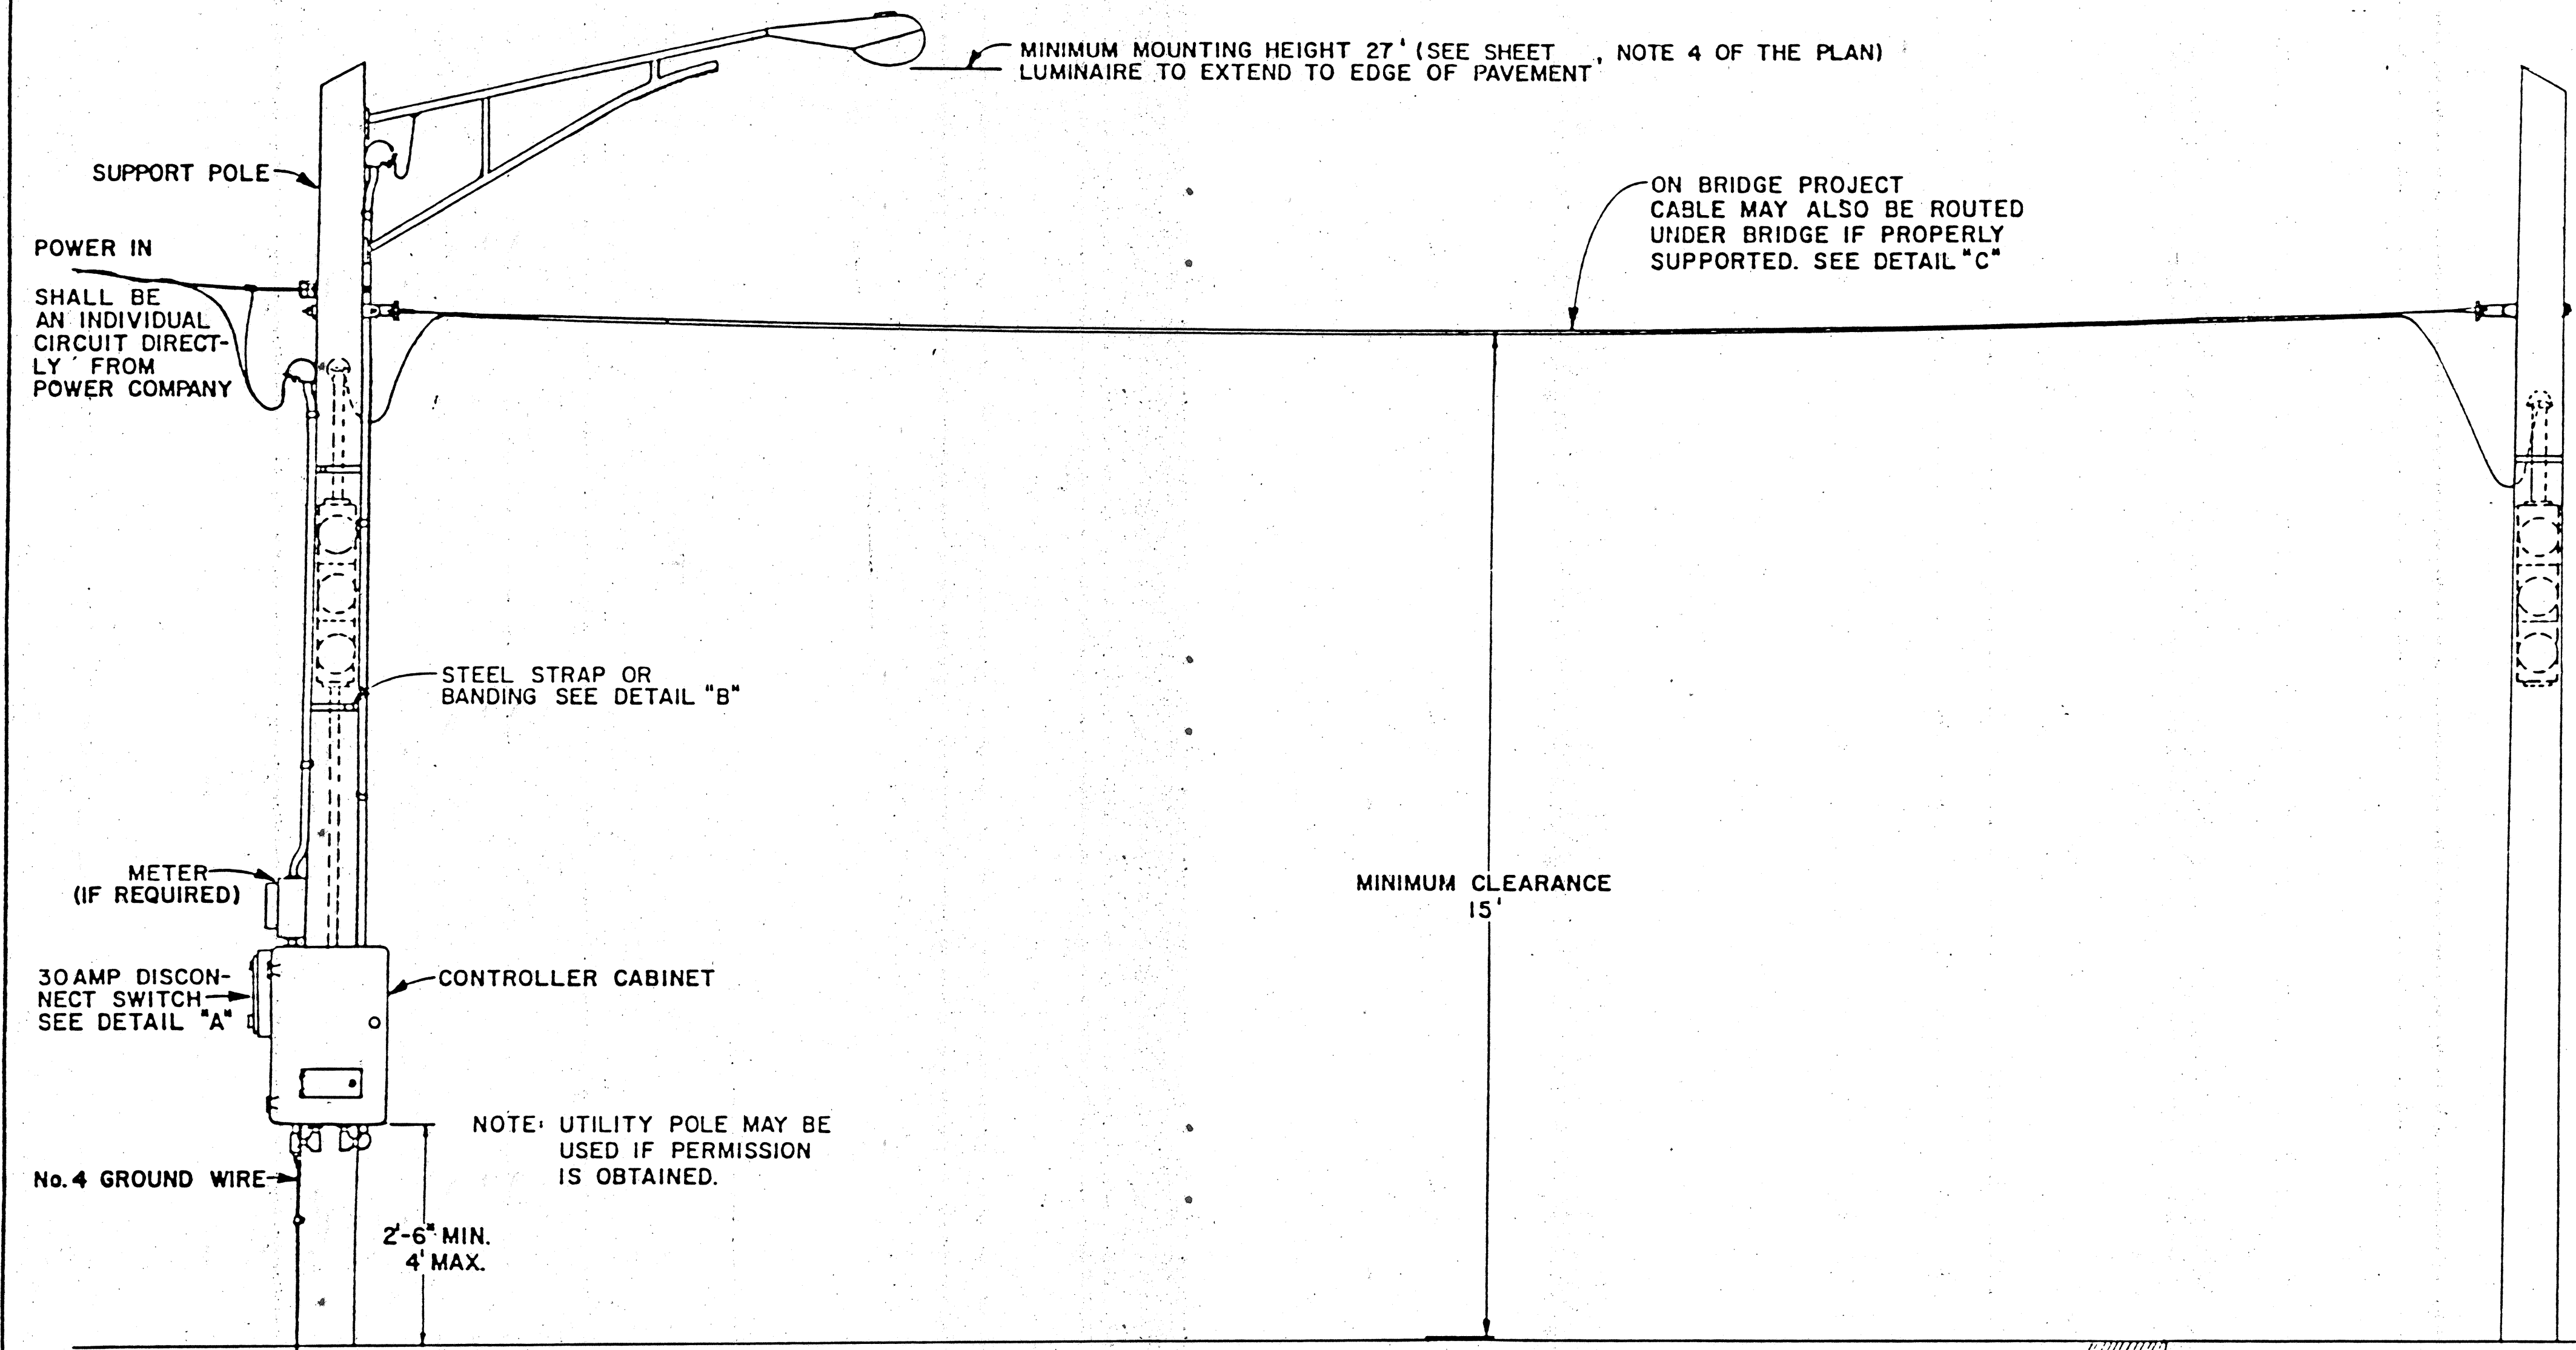 MINIMUM MOUNTING HEIGHT 27' (SEE SHEET , NOTE 4 OF THE PLAN)
LUMINAIRE TO EXTEND TO EDGE OF PAVEMENT
SUPPORT POLE
ON BRIDGE PROJECT
CABLE MAY ALSO BE ROUTED
UNDER BRIDGE IF PROPERLY
SUPPORTED. SEE DETAIL "C"
POWER IN
SHALL BE
AN INDIVIDUAL
CIRCUIT DIRECT-
LY FROM
POWER COMPANY
STEEL STRAP OR
BANDING SEE DETAIL "B"
METER
(IF REQUIRED)
MINIMUM CLEARANCE
15'
30 AMP DISCON-
NECT SWITCH
SEE DETAIL "A"
CONTROLLER CABINET
NOTE: UTILITY POLE MAY BE
USED IF PERMISSION
IS OBTAINED.
No. 4 GROUND WIRE
2'-6" MIN.
4' MAX.